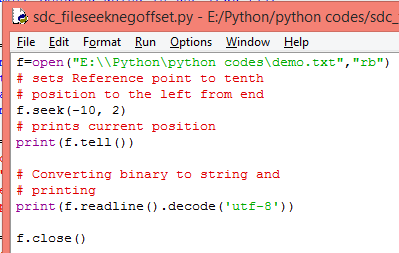 sdc_fileseeknegoffset.py - E:/Python/python codes/sdc_
File Edit Format Run Options Windows Help
f=open("E:\\Python\python codes\demo.txt","rb")
# sets Reference point to tenth
# position to the left from end
f.seek(-10, 2)
# prints current position
print(f.tell())
# Converting binary to string and
# printing
print(f.readline().decode('utf-8'))
f.close()